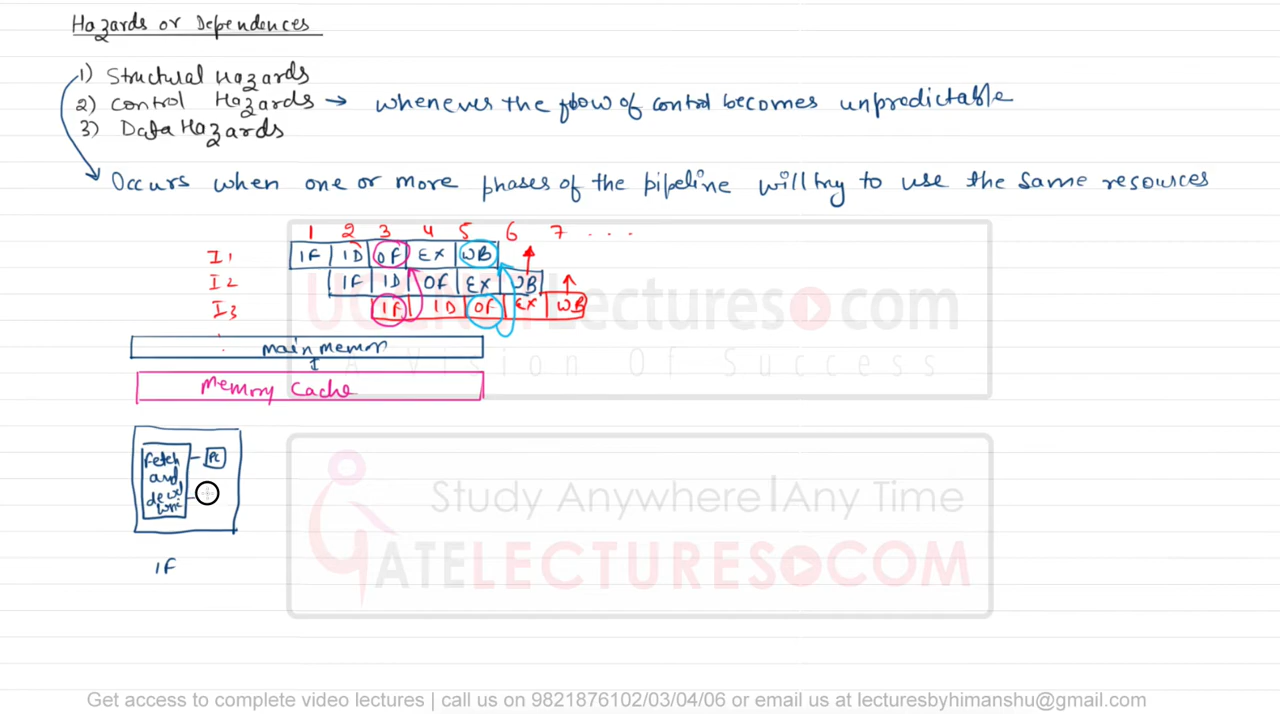 Hazards or Dependences
1) Structural Hazards
2) Control Hazards → whenever the flow of control becomes unpredictable
3) Data Hazards
Occurs when one or more phases of the pipeline will try to use the same resources
1 2 3 4 5 6 7 . . .
I1 IF ID OF EX WB
I2 IF ID OF EX WB
I3 IF ID OF EX WB
main memor
Memory Cache
A Vision Of Success
Fetch
and
PC
IF
Study Anywhere|Any Time
GATELECTURES.COM
Get access to complete video lectures | call us on 9821876102/03/04/06 or email us at lecturesbyhimanshu@gmail.com